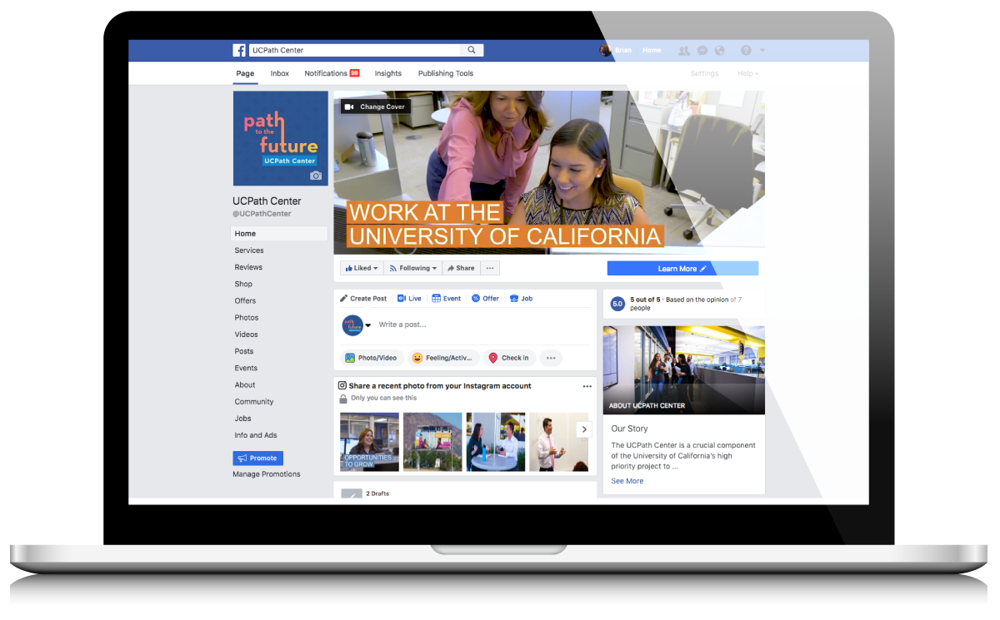 UCPath Center
Brian Home
Page Inbox Notifications 99 Insights Publishing Tools Settings Help
path
to the
future
UCPath Center
Change Cover
WORK AT THE
UNIVERSITY OF CALIFORNIA
UCPath Center
@UCPathCenter
Home
Services
Reviews
Shop
Offers
Photos
Videos
Posts
Events
About
Community
Jobs
Info and Ads
Promote
Manage Promotions
Liked Following Share ...
Learn More
Create Post Live Event Offer Job
path
to the
future
Write a post...
Photo/Video Feeling/Activ... Check in ...
Share a recent photo from your Instagram account ...
Only you can see this
OPPORTUNITIES
TO GROW
2 Drafts
5.0
5 out of 5 · Based on the opinion of 7
people
ABOUT UCPATH CENTER
Our Story
The UCPath Center is a crucial component
of the University of California's high
priority project to ...
See More